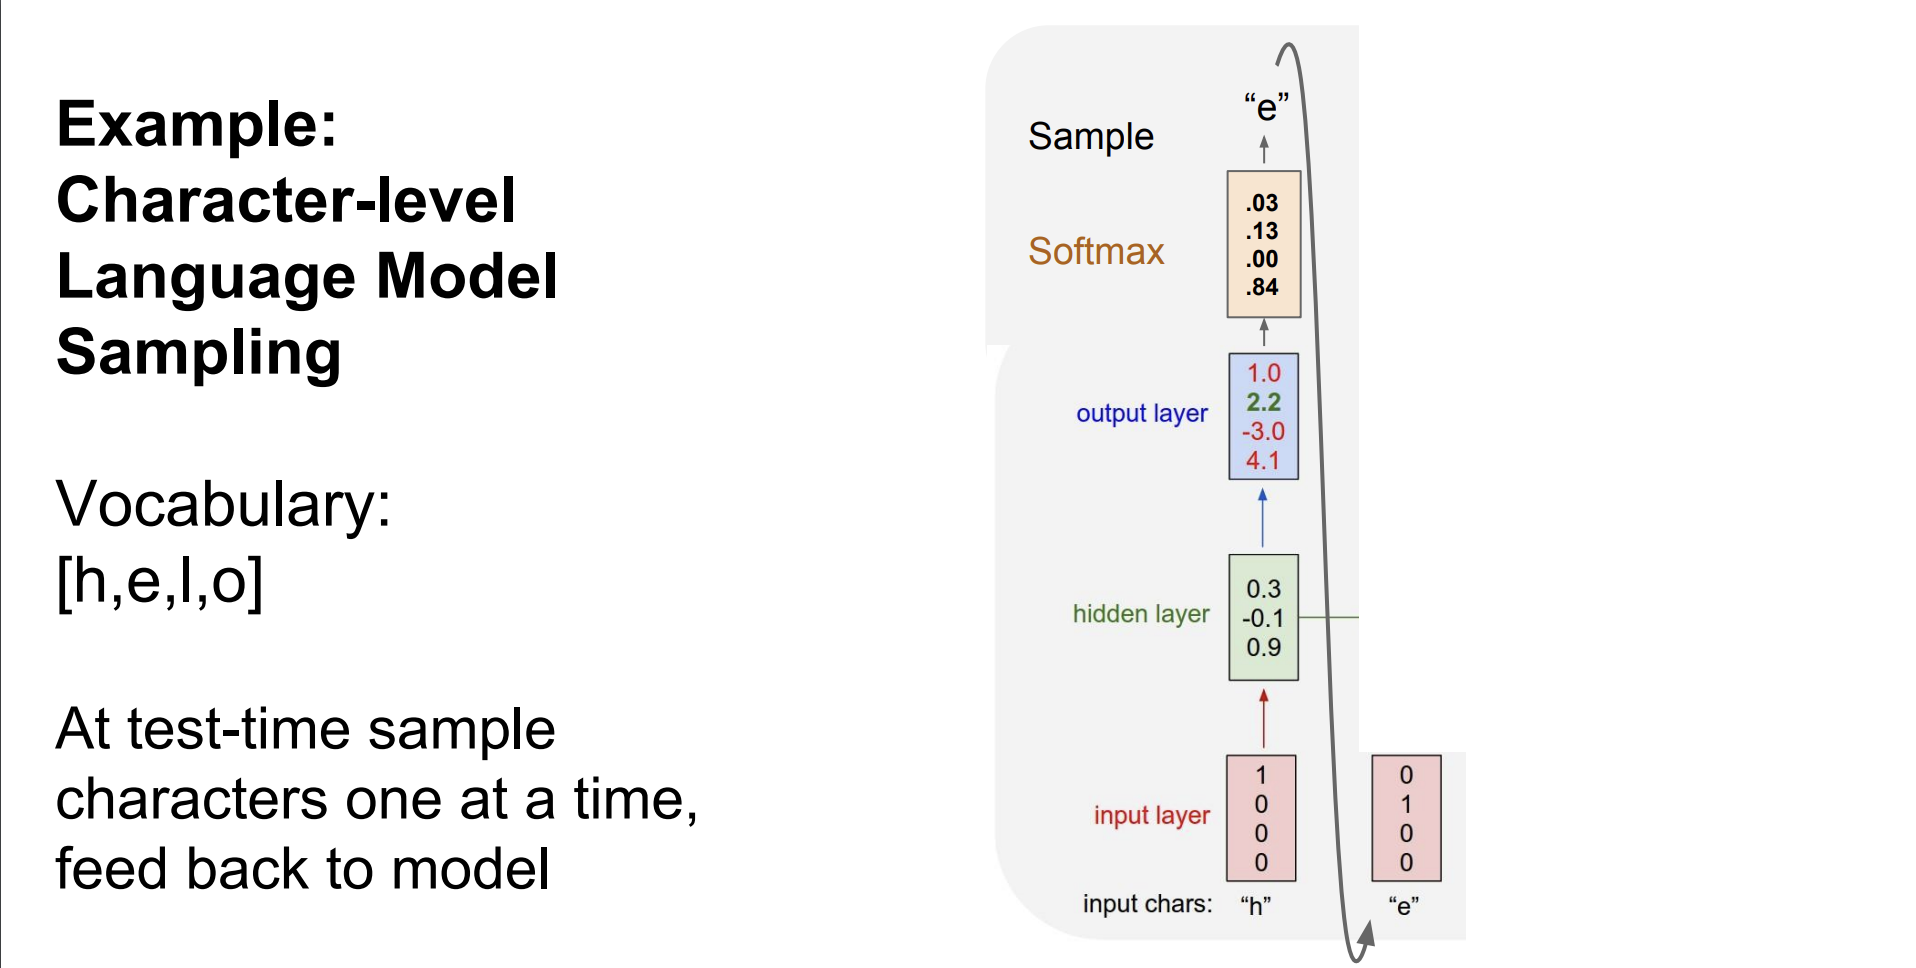 Example:
Character-level
Language Model
Sampling
Vocabulary:
[h,e,l,o]
At test-time sample
characters one at a time,
feed back to model
“e”
Sample
Softmax
.03
.13
.00
.84
output layer
1.0
2.2
-3.0
4.1
hidden layer
0.3
-0.1
0.9
input layer
1
0
0
0
0
1
0
0
input chars: “h” “e”